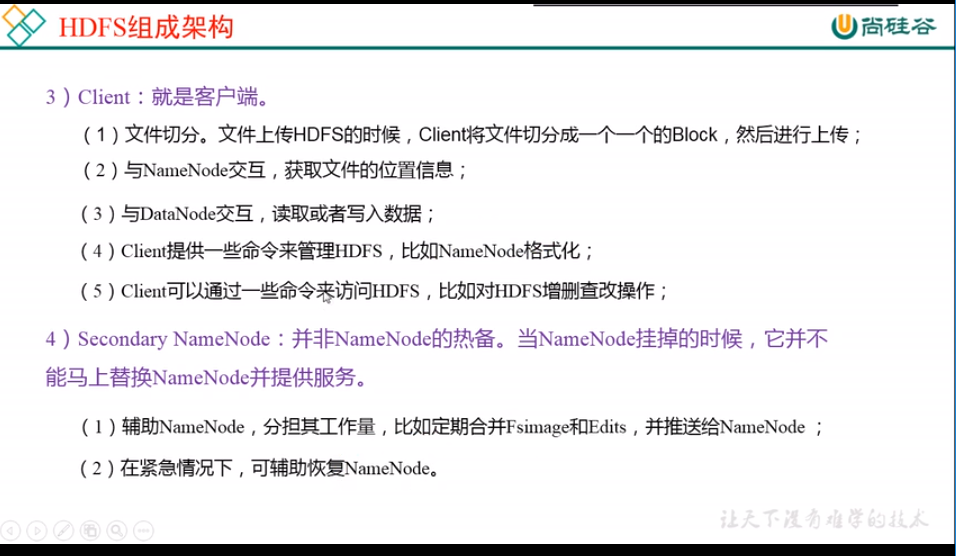 HDFS组成架构
尚硅谷
3）Client：就是客户端。
（1）文件切分。文件上传HDFS的时候，Client将文件切分成一个一个的Block，然后进行上传；
（2）与NameNode交互，获取文件的位置信息；
（3）与DataNode交互，读取或者写入数据；
（4）Client提供一些命令来管理HDFS，比如NameNode格式化；
（5）Client可以通过一些命令来访问HDFS，比如对HDFS增删查改操作；
4）Secondary NameNode：并非NameNode的热备。当NameNode挂掉的时候，它并不
能马上替换NameNode并提供服务。
（1）辅助NameNode，分担其工作量，比如定期合并Fsimage和Edits，并推送给NameNode ；
（2）在紧急情况下，可辅助恢复NameNode。
让天下没有难学的技术